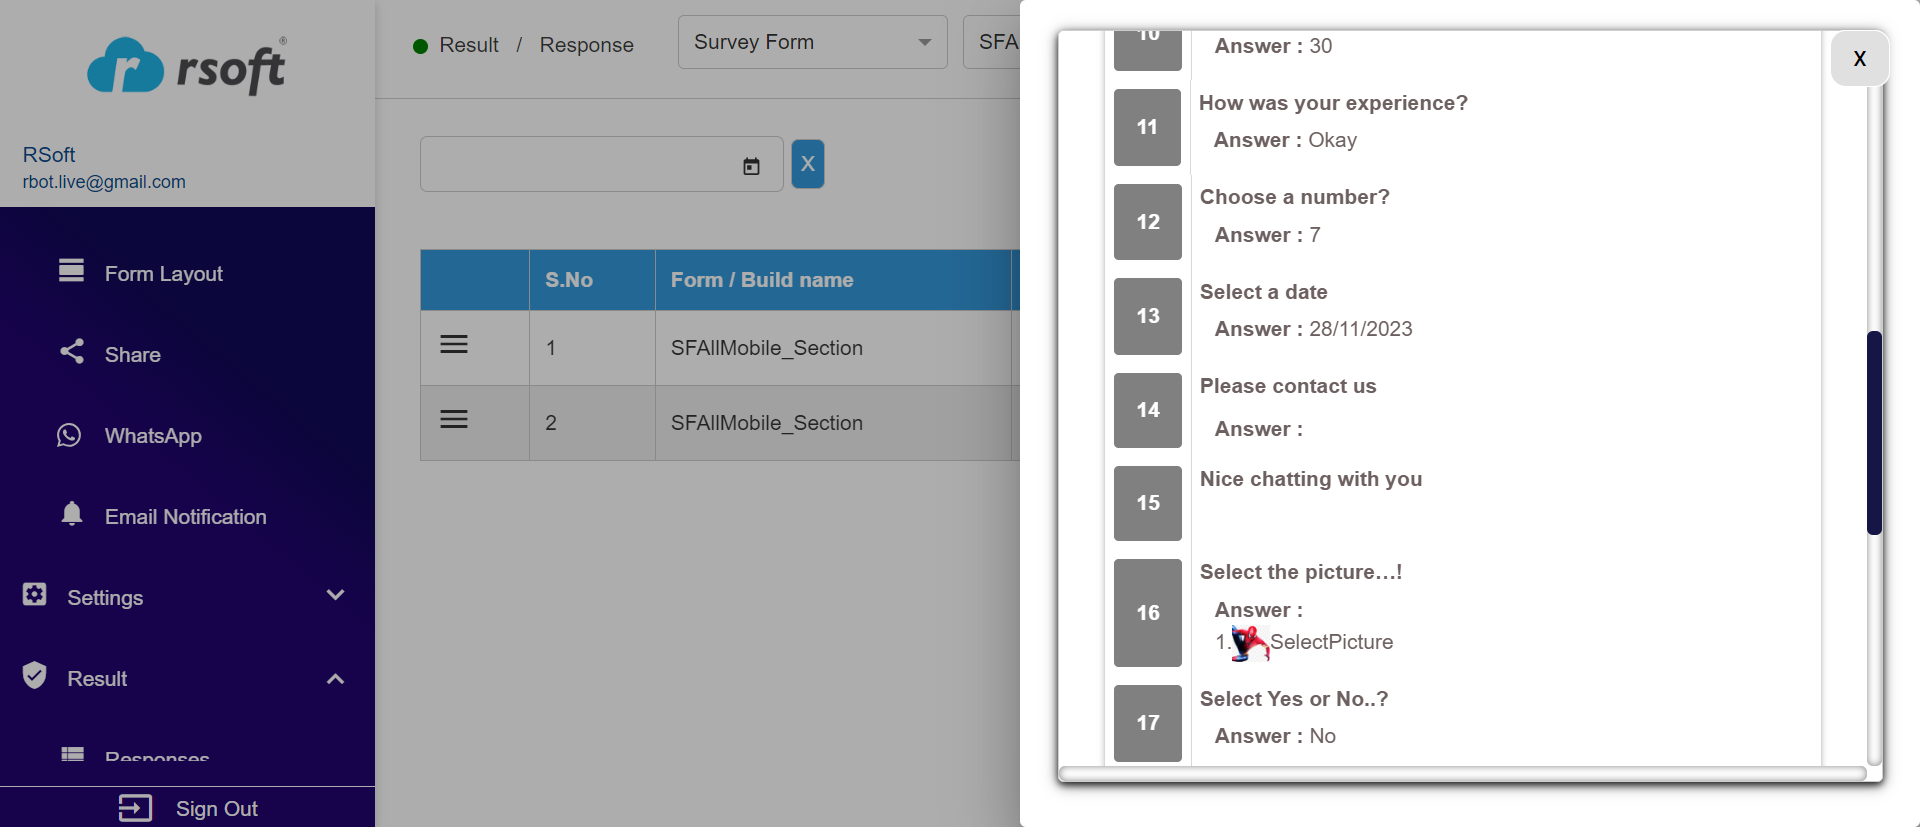 rsoft®
RSoft
rbot.live@gmail.com
Form Layout
Share
WhatsApp
Email Notification
Settings
Result
Responses
Sign Out
Result / Response
Survey Form
SFA
X
S.No Form / Build name
1 SFAllMobile_Section
2 SFAllMobile_Section
X
10
Answer : 30
11
How was your experience?
Answer : Okay
12
Choose a number?
Answer : 7
13
Select a date
Answer : 28/11/2023
14
Please contact us
Answer :
15
Nice chatting with you
16
Select the picture...!
Answer :
1. SelectPicture
17
Select Yes or No..?
Answer : No